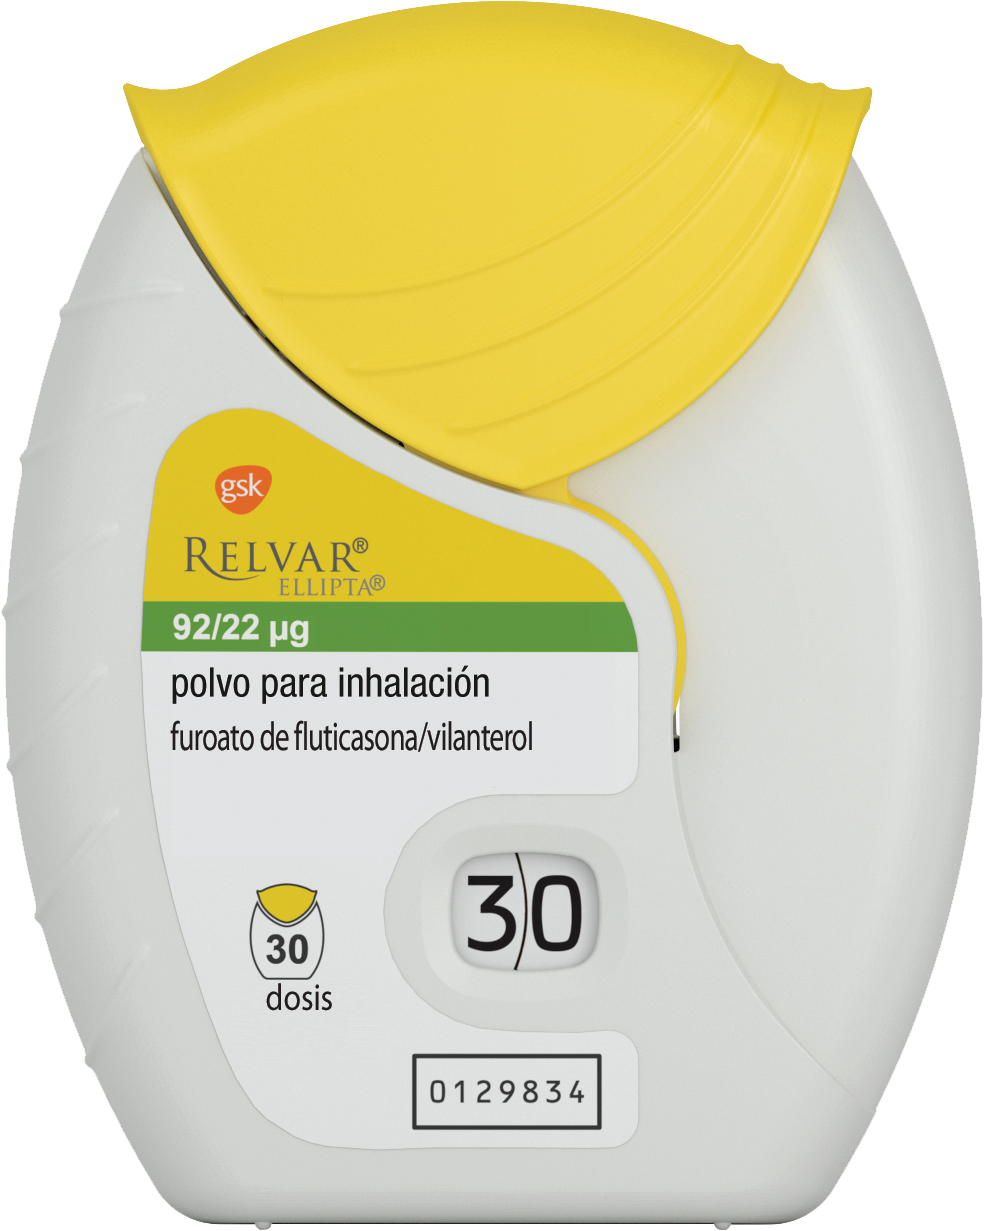 gsk
RELVAR®
ELLIPTA®
92/22 µg
polvo para inhalación
furoato de fluticasona/vilanterol
30
30
dosis
0129834